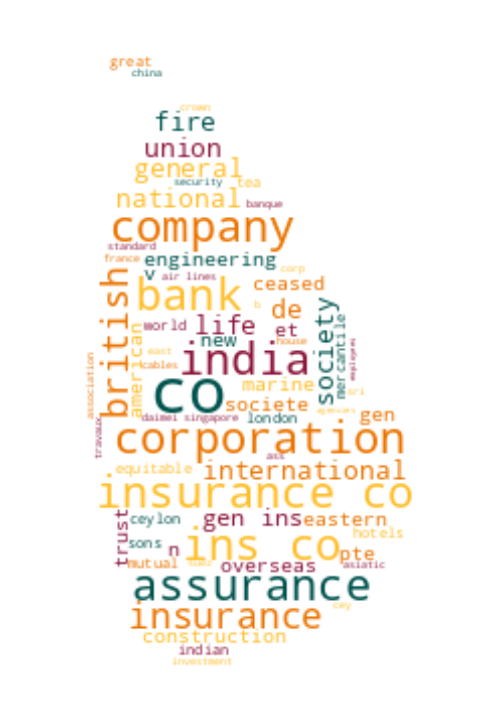 great
china
crown
fire
union
general
security tea
national banque
company
standard
france engineering
v air lines corp
bank ceased
b de
british
world life et
new house
american
society
mercantile
employees
east
india
cables
association
co marine sri
societe agencies
daimei singapore london gen
travaux
corporation
ass
equitable international
insurance co
trust
ceylon gen ins eastern
hotels
sons n ins co pte
mutual overseas asiatic
assurance
cey
insurance
construction
indian
investment